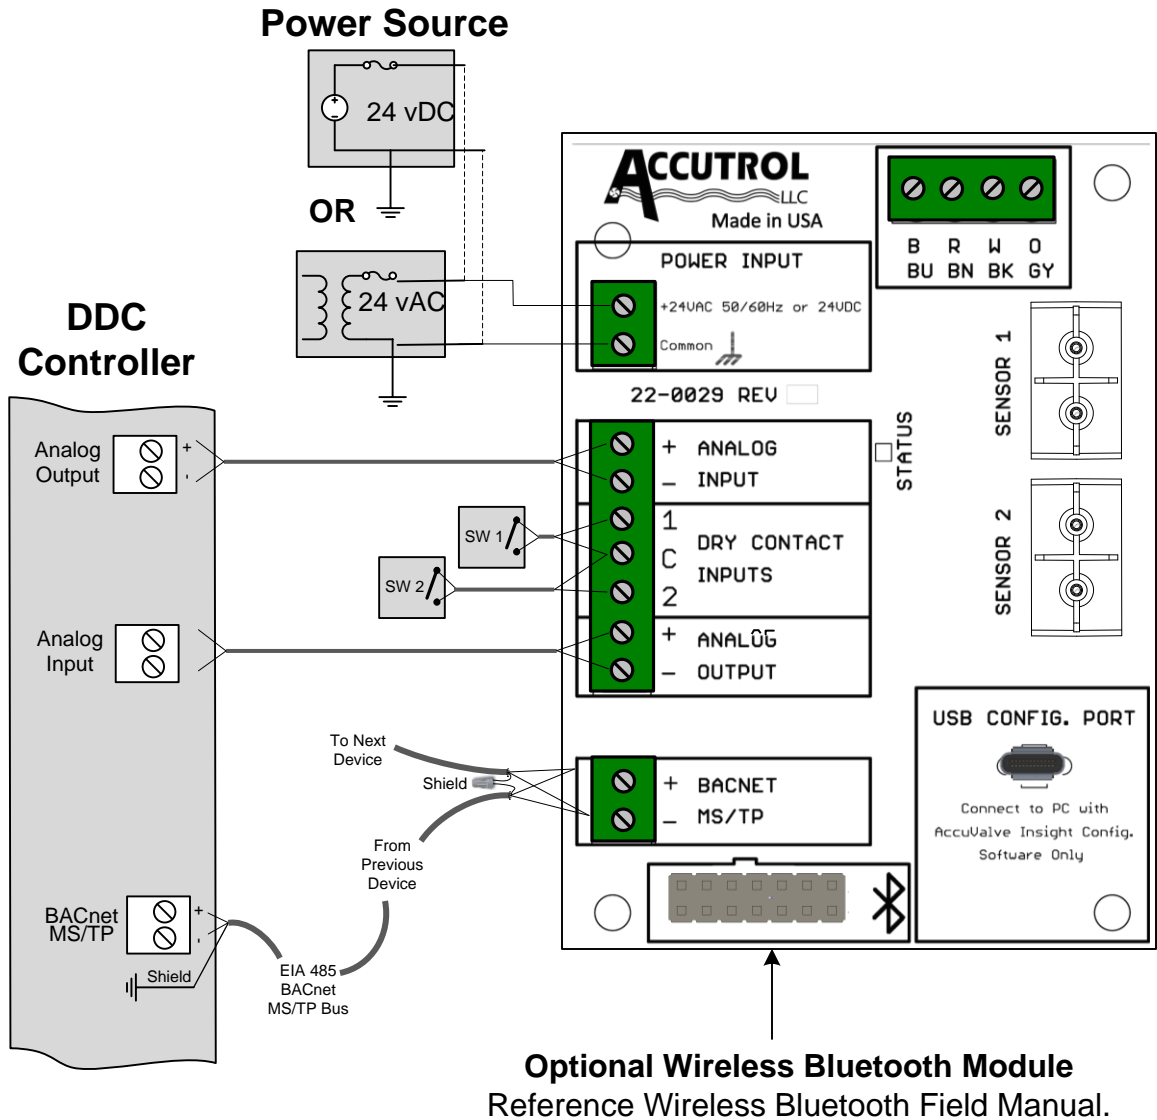 Power Source
24 vDC
OR
24 vAC
DDC
Controller
Analog
Output
+
-
Analog
Input
BACnet
MS/TP
+
-
Shield
SW 1
SW 2
To Next
Device
Shield
From
Previous
Device
EIA 485
BACnet
MS/TP Bus
ACCUTROL
LLC
Made in USA
B R W O
BU BN BK GY
POWER INPUT
+24VAC 50/60Hz or 24VDC
Common
22-0029 REV
+ ANALOG
- INPUT
1
C
2
DRY CONTACT
INPUTS
+ ANALOG
- OUTPUT
STATUS
SENSOR 1
SENSOR 2
+ BACNET
- MS/TP
USB CONFIG. PORT
Connect to PC with
AccuValve Insight Config.
Software Only
Optional Wireless Bluetooth Module
Reference Wireless Bluetooth Field Manual.